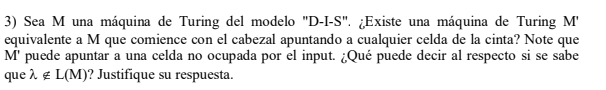 3) Sea M una máquina de Turing del modelo "D-I-S". ¿Existe una máquina de Turing M'
equivalente a M que comience con el cabezal apuntando a cualquier celda de la cinta? Note que
M' puede apuntar a una celda no ocupada por el input. ¿Qué puede decir al respecto si se sabe
que λ ∉ L(M)? Justifique su respuesta.